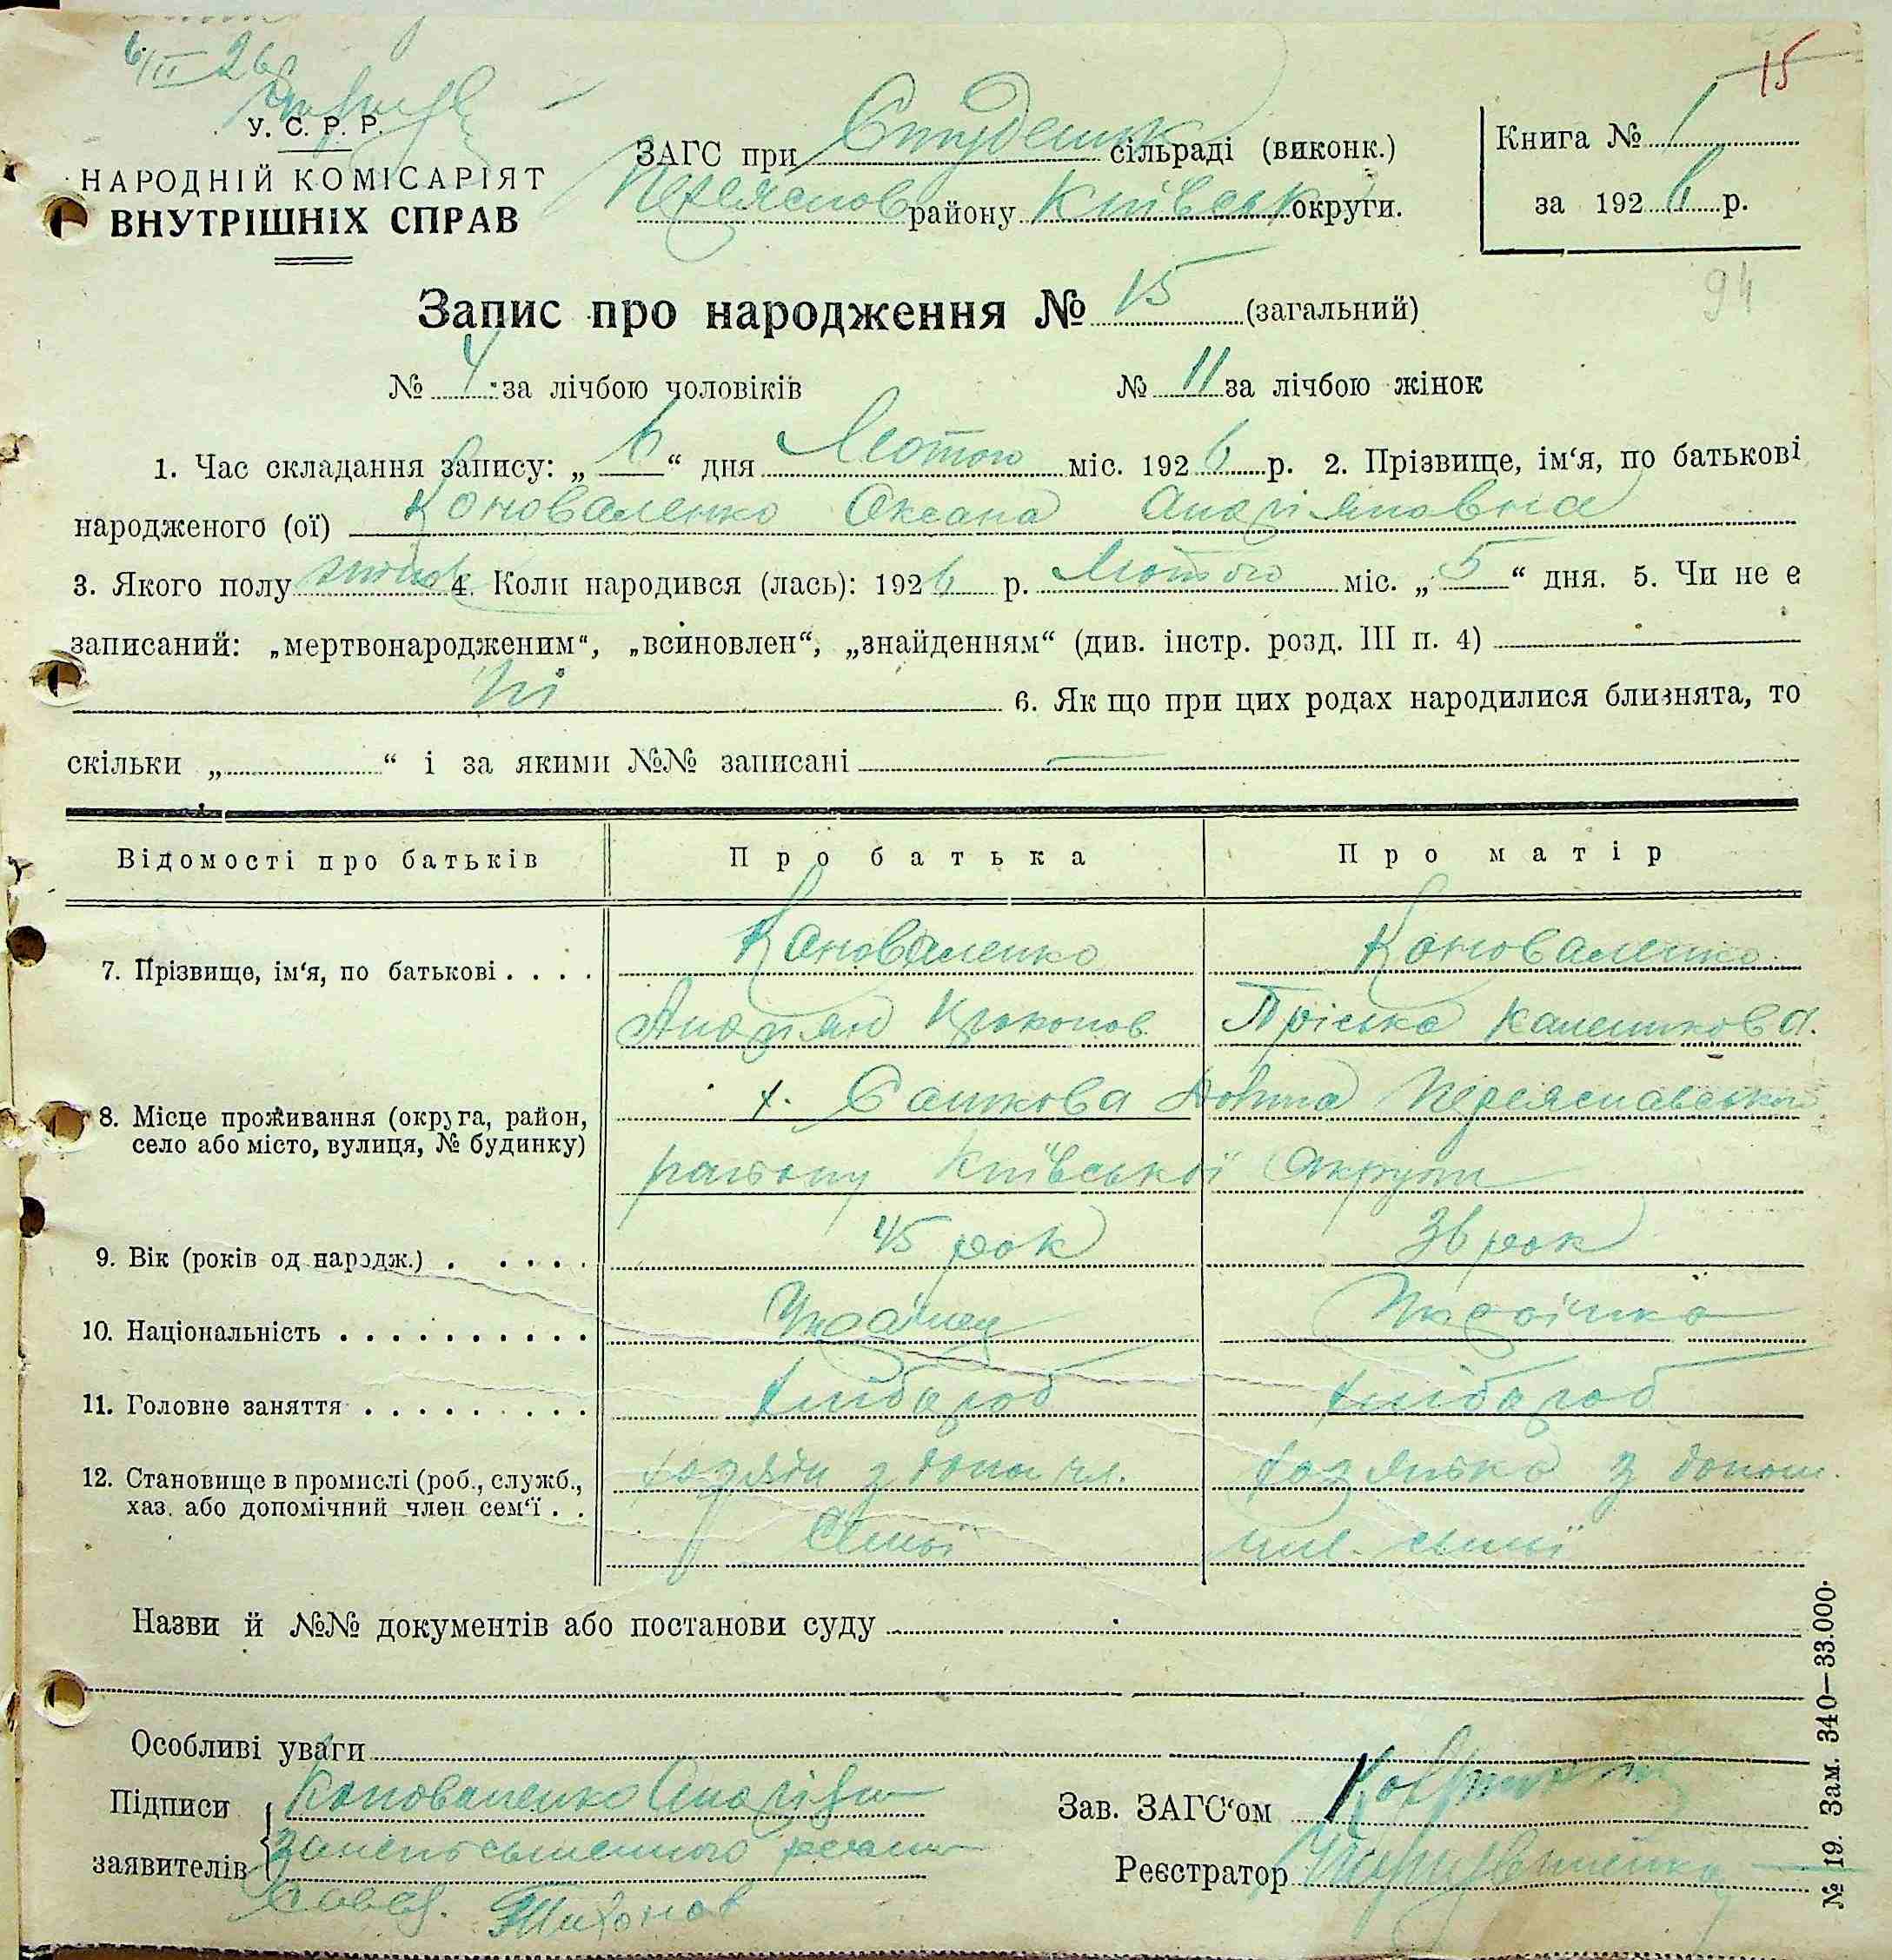 6/II 26
15
У. С. Р. Р.
НАРОДНІЙ КОМІСАРІЯТ
ВНУТРІШНІХ СПРАВ
ЗАГС при Студеник сільраді (виконк.)
Переяслов району Київськ округи.
Книга № 1
за 1926 р.
94
Запис про народження № 15 (загальний)
№ 4 за лічбою чоловіків № 11 за лічбою жінок
1. Час складання запису: „ 6 “ дня Лютого міс. 1926 р. 2. Прізвище, ім‘я, по батькові
народженого (ої) Коноваленко Оксана Андріяновна
3. Якого полу жіноч 4. Коли народився (лась): 1926 р. Лютого міс. „ 5 “ дня. 5. Чи не є
записаний: „мертвонародженим“, „всиновлен“, „знайденням“ (див. інстр. розд. III п. 4)
Ні 6. Як що при цих родах народилися близнята, то
скільки „ “ і за якими №№ записані —
Відомості про батьків Про батька Про матір
7. Прізвище, ім‘я, по батькові . . . . Коноваленко Коноваленко
Андріян Прокопов Пріська Калениковa.
8. Місце проживання (округа, район, село або місто, вулиця, № будинку) х. Сашкова Долина Переяславського
району Київської Округи
9. Вік (років од народж.) . . . . . 45 рок 36 рок
10. Національність . . . . . . . . . . Українец Українка
11. Головне заняття . . . . . . . . . хлібороб хлібороб
12. Становище в промислі (роб., служб., хаз. або допомічний член сем‘ї . . хозяїн з допом чл. хозяйка з допом.
сімьї чл. сімьї
Назви й №№ документів або постанови суду
Особливі уваги
Підписи Коноваленко Андріян
заявителів
Тихонов
Зав. ЗАГС‘ом
Реєстратор
№ 19. Зам. 340—33.000.